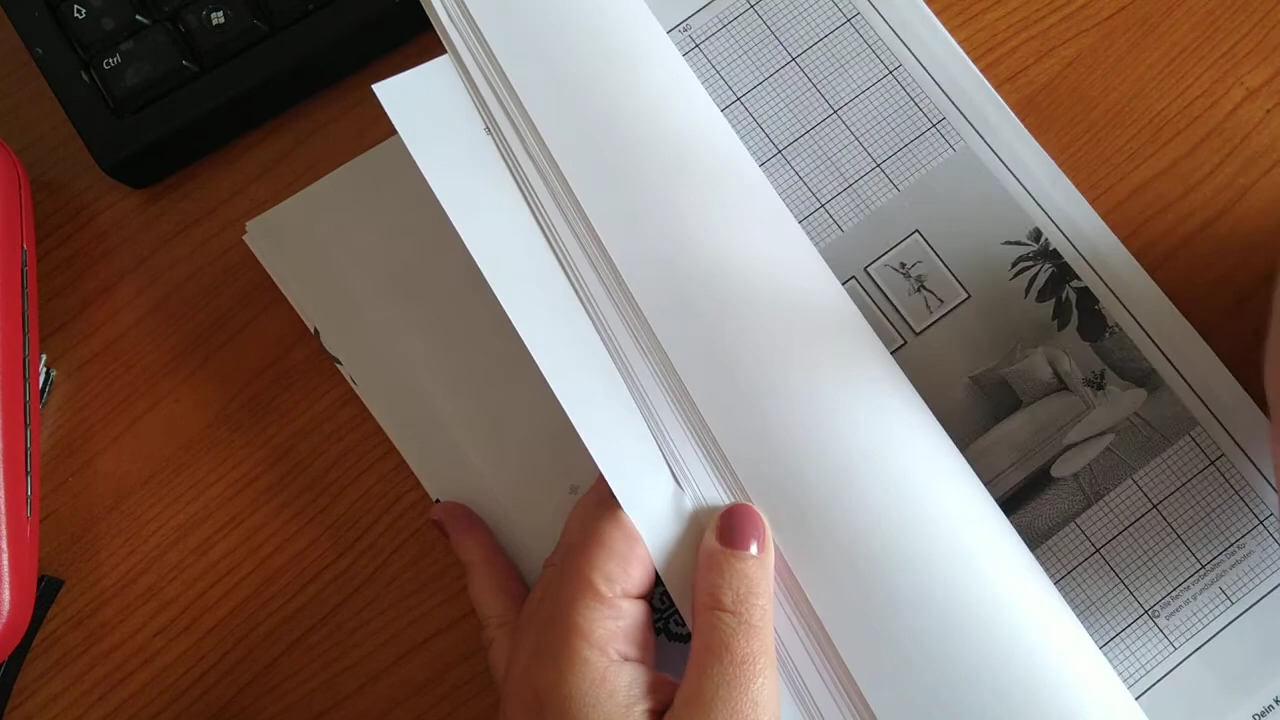 Ctrl
140
© Alle Rechte vorbehalten. Das Ko-
pieren ist grundsätzlich verboten.
Dein K